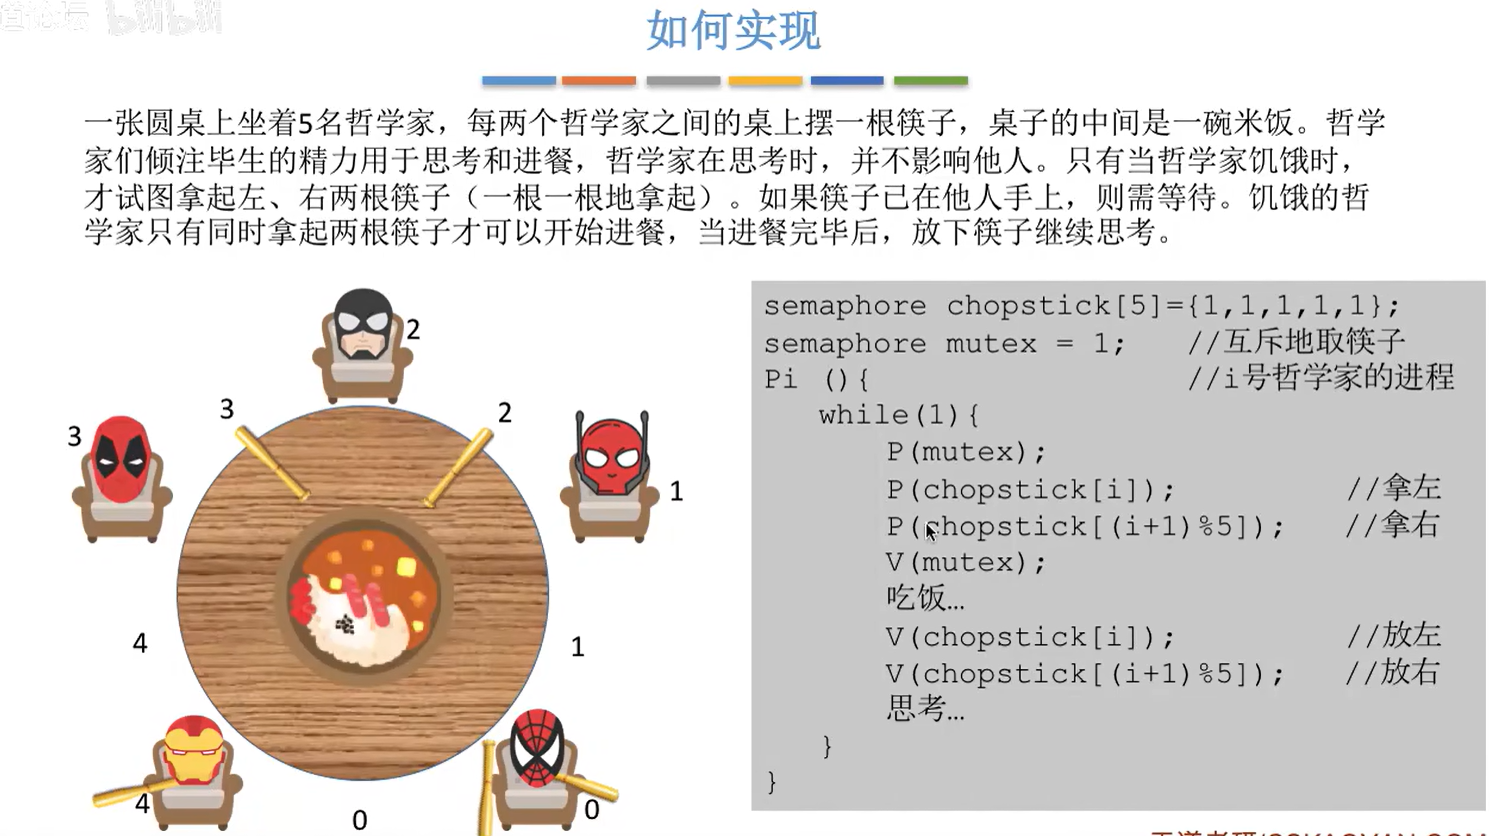 如何实现
一张圆桌上坐着5名哲学家，每两个哲学家之间的桌上摆一根筷子，桌子的中间是一碗米饭。哲学
家们倾注毕生的精力用于思考和进餐，哲学家在思考时，并不影响他人。只有当哲学家饥饿时，
才试图拿起左、右两根筷子（一根一根地拿起）。如果筷子已在他人手上，则需等待。饥饿的哲
学家只有同时拿起两根筷子才可以开始进餐，当进餐完毕后，放下筷子继续思考。
2
3
2
3
1
4
1
4
0
0
semaphore chopstick[5]={1,1,1,1,1};
semaphore mutex = 1; //互斥地取筷子
Pi (){ //i号哲学家的进程
while(1){
P(mutex);
P(chopstick[i]); //拿左
P(chopstick[(i+1)%5]); //拿右
V(mutex);
吃饭…
V(chopstick[i]); //放左
V(chopstick[(i+1)%5]); //放右
思考…
}
}